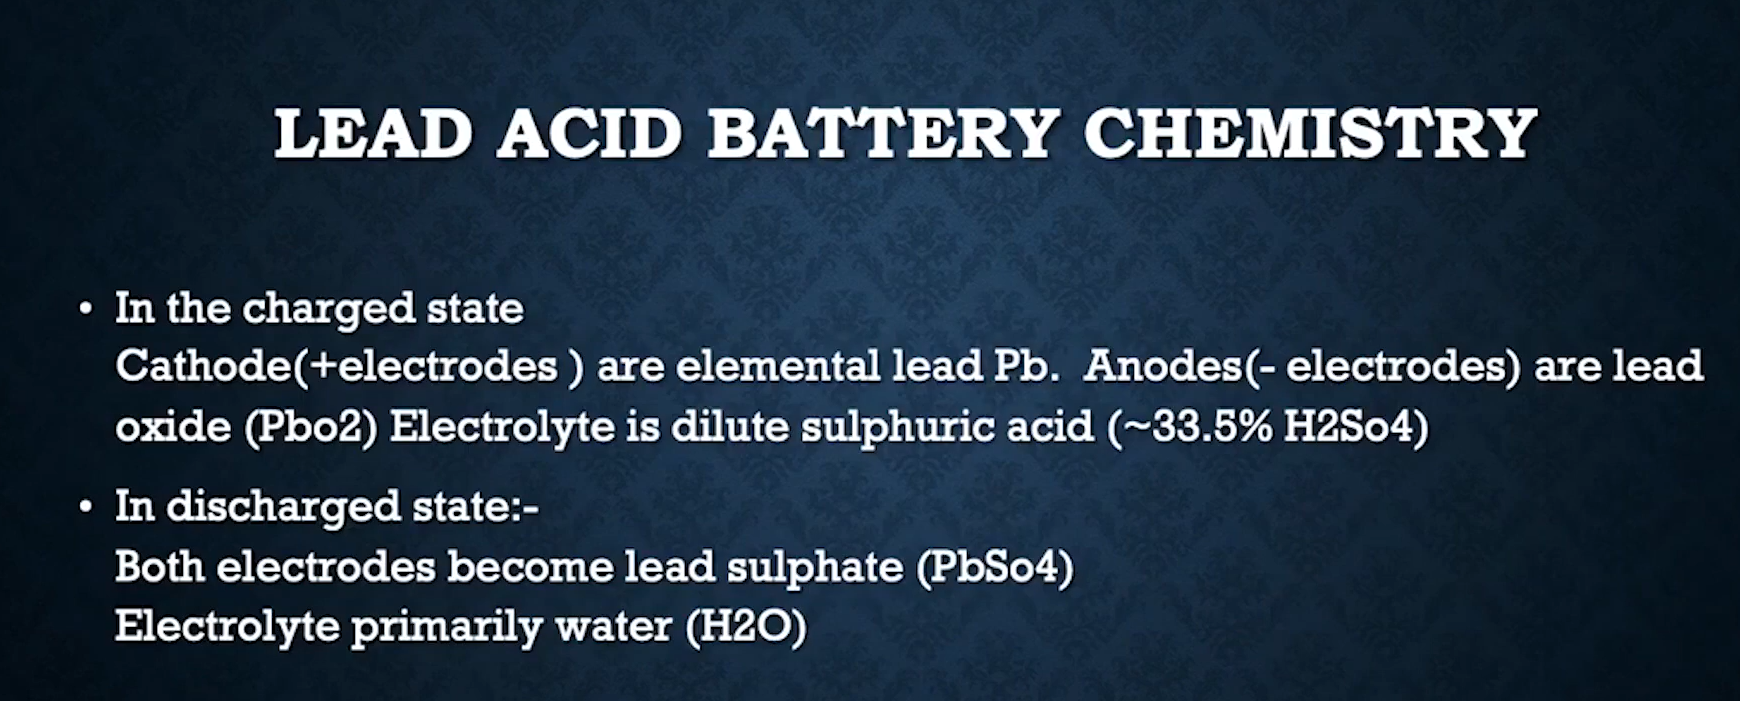 LEAD ACID BATTERY CHEMISTRY
• In the charged state
Cathode(+electrodes ) are elemental lead Pb. Anodes(- electrodes) are lead
oxide (Pbo2) Electrolyte is dilute sulphuric acid (~33.5% H2So4)
• In discharged state:-
Both electrodes become lead sulphate (PbSo4)
Electrolyte primarily water (H2O)